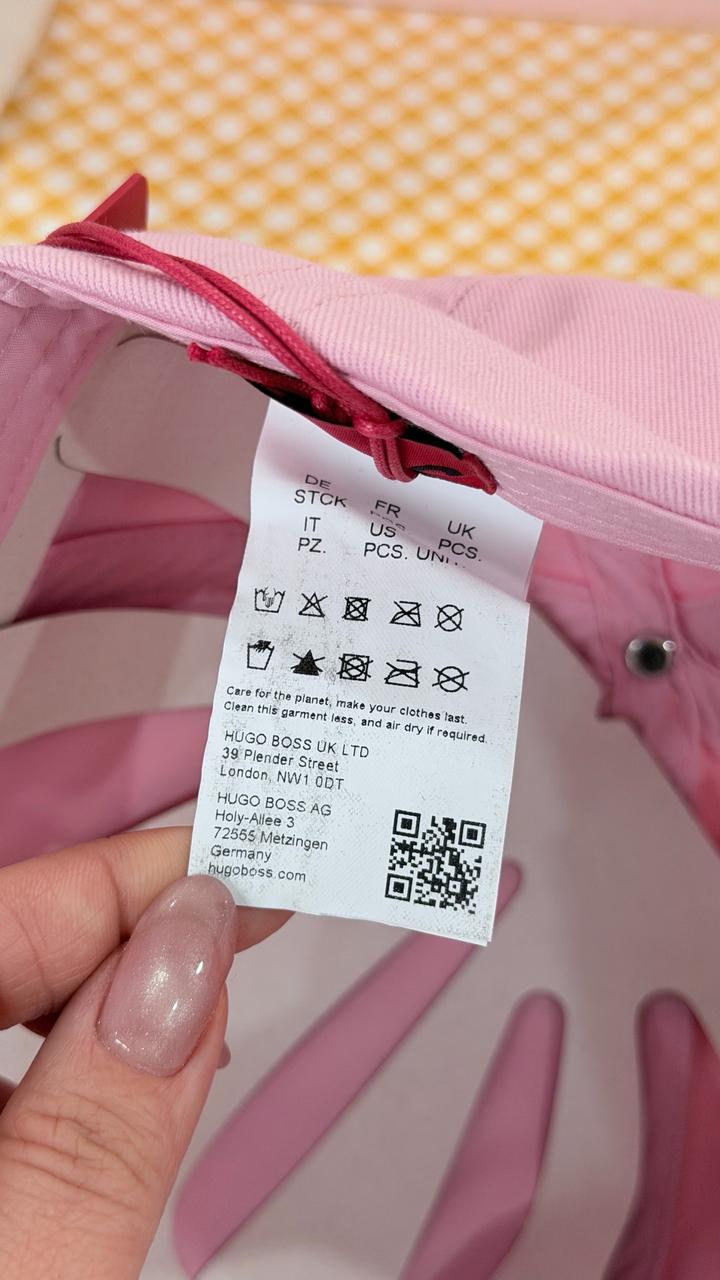 DE
STCK FR UK
IT US PCS.
PZ. PCS.
Care for the planet, make your clothes last.
Clean this garment less, and air dry if required.
HUGO BOSS UK LTD
39 Plender Street
London, NW1 0DT
HUGO BOSS AG
Holy-Allee 3
72555 Metzingen
Germany
hugoboss.com